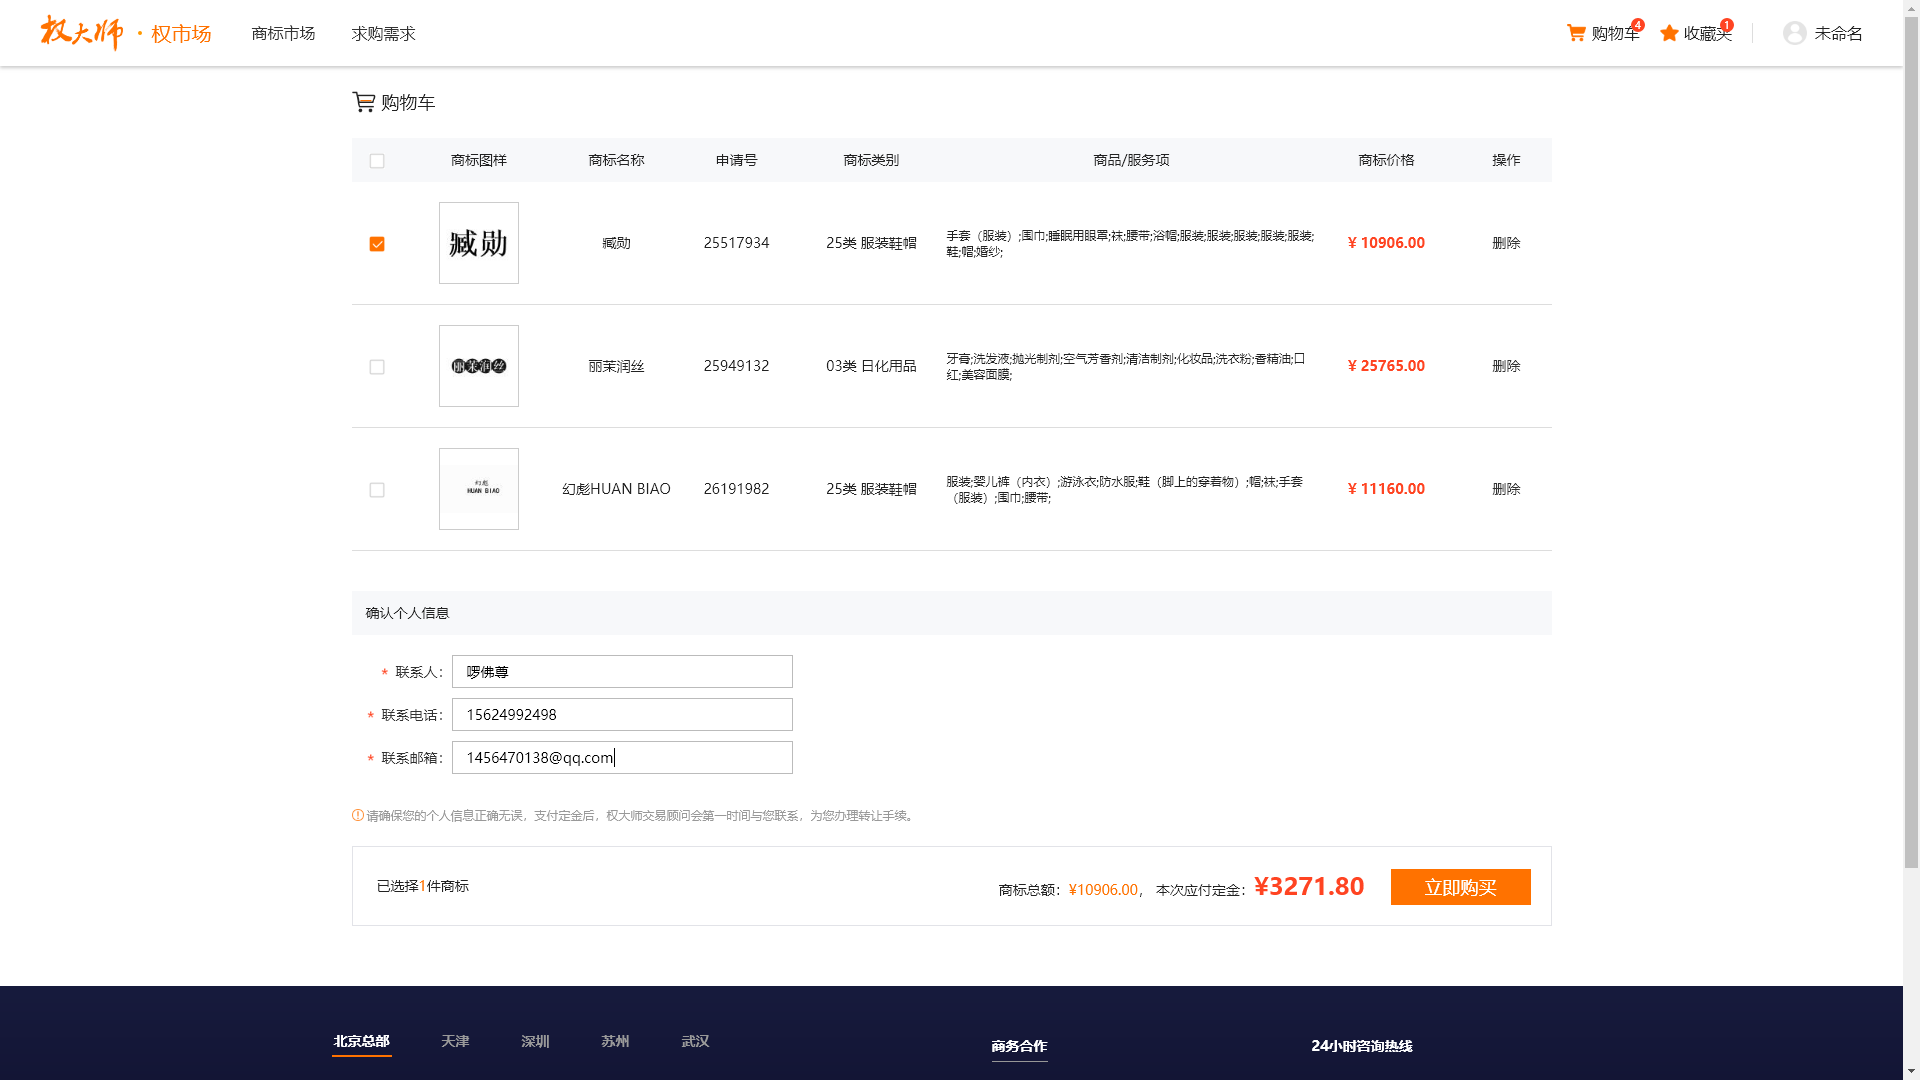 权大师 · 权市场 商标市场 求购需求 购物车 4 收藏夹 1 未命名
购物车
商标图样 商标名称 申请号 商标类别 商品/服务项 商标价格 操作
臧勋 臧勋 25517934 25类 服装鞋帽 手套（服装）;围巾;睡眠用眼罩;袜;腰带;浴帽;服装;服装;服装;服装;服装;
鞋;帽;婚纱; ¥ 10906.00 删除
丽茉润丝 丽茉润丝 25949132 03类 日化用品 牙膏;洗发液;抛光制剂;空气芳香剂;清洁制剂;化妆品;洗衣粉;香精油;口
红;美容面膜; ¥ 25765.00 删除
幻彪
HUAN BIAO 幻彪HUAN BIAO 26191982 25类 服装鞋帽 服装;婴儿裤（内衣）;游泳衣;防水服;鞋（脚上的穿着物）;帽;袜;手套
（服装）;围巾;腰带; ¥ 11160.00 删除
确认个人信息
* 联系人: 啰佛尊
* 联系电话: 15624992498
* 联系邮箱: 1456470138@qq.com
请确保您的个人信息正确无误，支付定金后，权大师交易顾问会第一时间与您联系，为您办理转让手续。
已选择1件商标 商标总额: ¥10906.00， 本次应付定金: ¥3271.80 立即购买
北京总部 天津 深圳 苏州 武汉 商务合作 24小时咨询热线